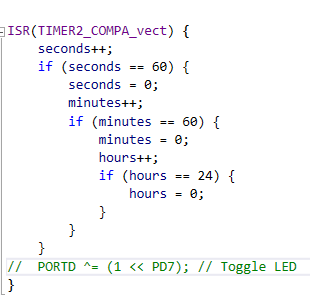 ISR(TIMER2_COMPA_vect) {
    seconds++;
    if (seconds == 60) {
        seconds = 0;
        minutes++;
        if (minutes == 60) {
            minutes = 0;
            hours++;
            if (hours == 24) {
                hours = 0;
            }
        }
    }
//  PORTD ^= (1 << PD7); // Toggle LED
}